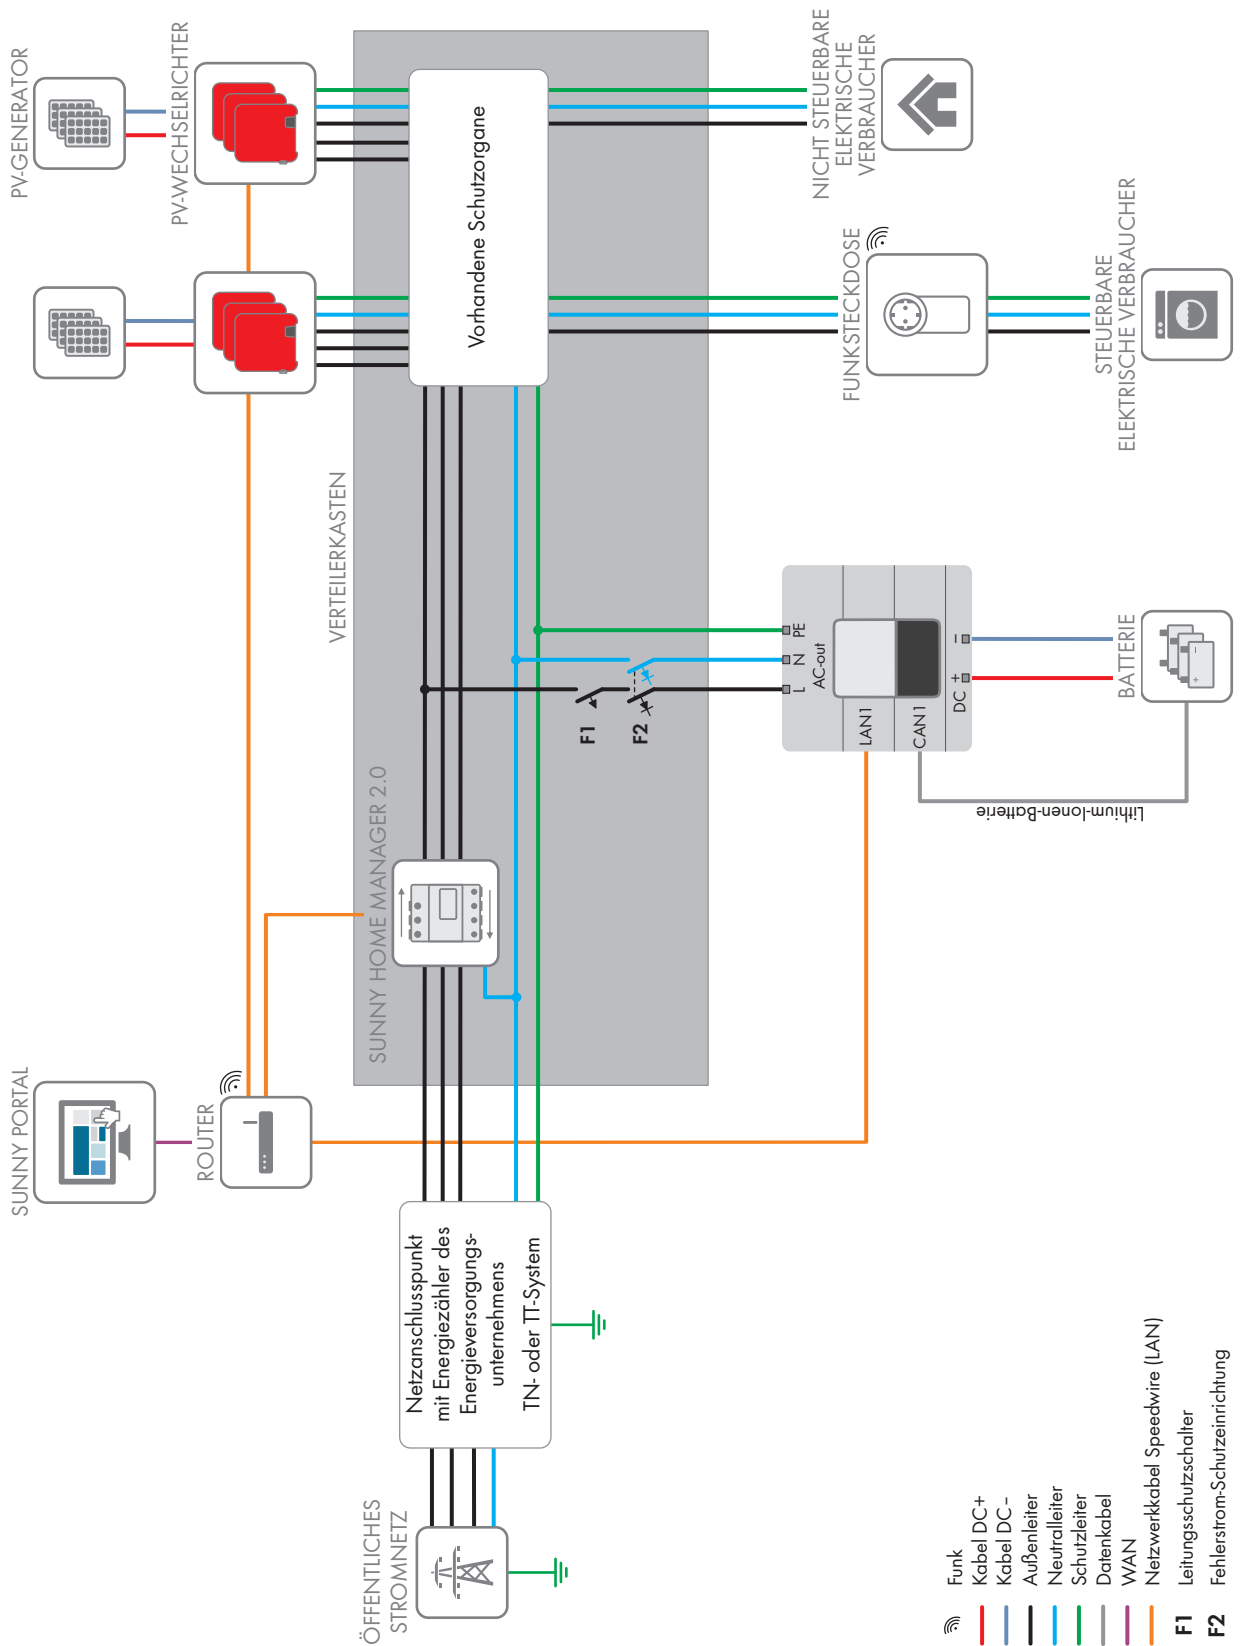 SUNNY PORTAL
ROUTER
PV-GENERATOR
PV-WECHSELRICHTER
VERTEILERKASTEN
SUNNY HOME MANAGER 2.0
Vorhandene Schutzorgane
ÖFFENTLICHES
STROMNETZ
Netzanschlusspunkt
mit Energiezähler des
Energieversorgungs-
unternehmens
TN- oder TT-System
F1
F2
L
N
PE
AC-out
LAN1
CAN1
DC
+
−
Lithium-Ionen-Batterie
BATTERIE
+
−
FUNKSTECKDOSE
STEUERBARE
ELEKTRISCHE VERBRAUCHER
NICHT STEUERBARE
ELEKTRISCHE
VERBRAUCHER
Funk
Kabel DC+
Kabel DC−
Außenleiter
Neutralleiter
Schutzleiter
Datenkabel
WAN
Netzwerkkabel Speedwire (LAN)
F1 Leitungsschutzschalter
F2 Fehlerstrom-Schutzeinrichtung